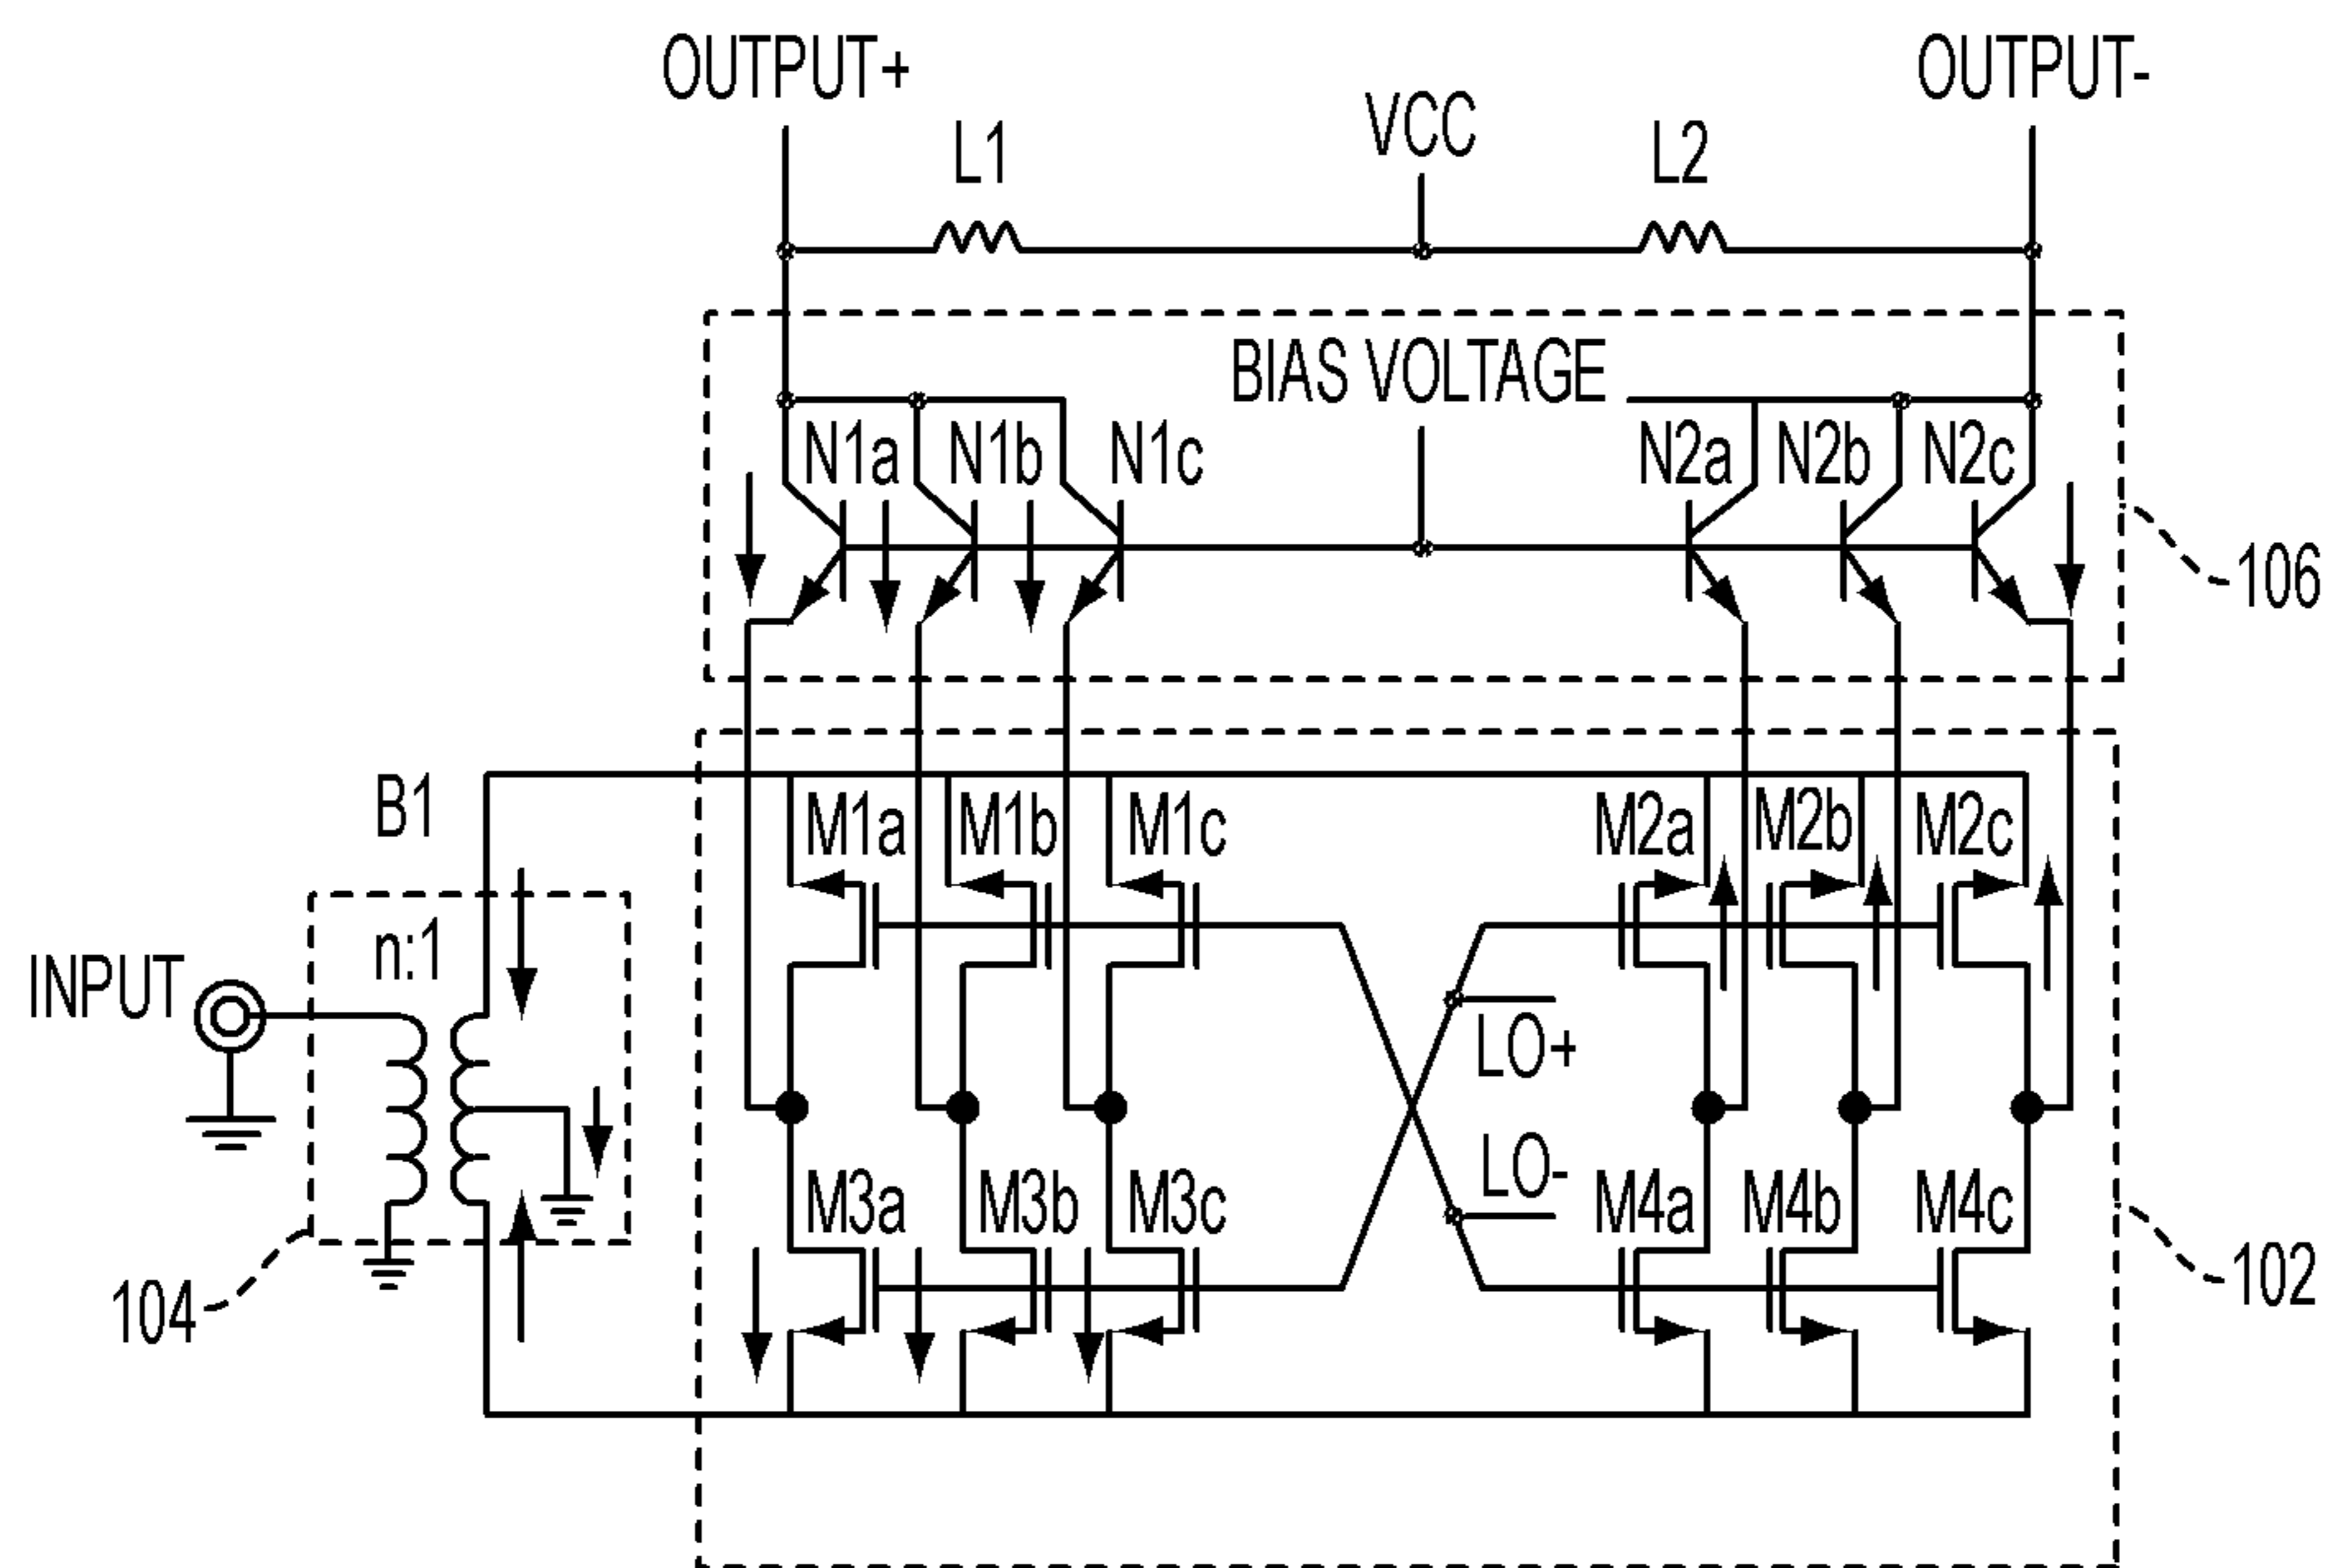 OUTPUT+
OUTPUT-
VCC
L1
L2
BIAS VOLTAGE
N1a
N1b
N1c
N2a
N2b
N2c
106
B1
M1a
M1b
M1c
M2a
M2b
M2c
n:1
INPUT
LO+
LO-
M3a
M3b
M3c
M4a
M4b
M4c
104
102